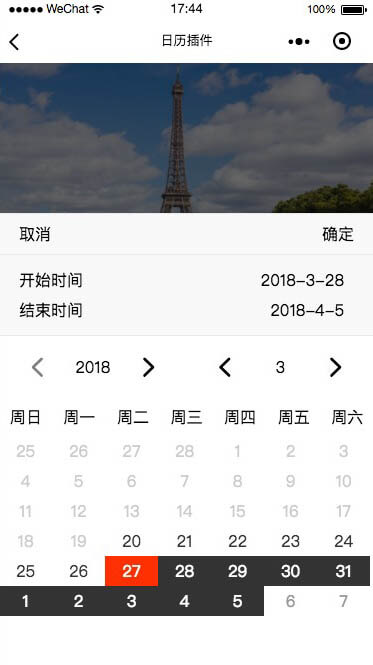 WeChat 17:44 100%
日历插件
取消 确定
开始时间 2018-3-28
结束时间 2018-4-5
2018 3
周日 周一 周二 周三 周四 周五 周六
25 26 27 28 1 2 3
4 5 6 7 8 9 10
11 12 13 14 15 16 17
18 19 20 21 22 23 24
25 26 27 28 29 30 31
1 2 3 4 5 6 7